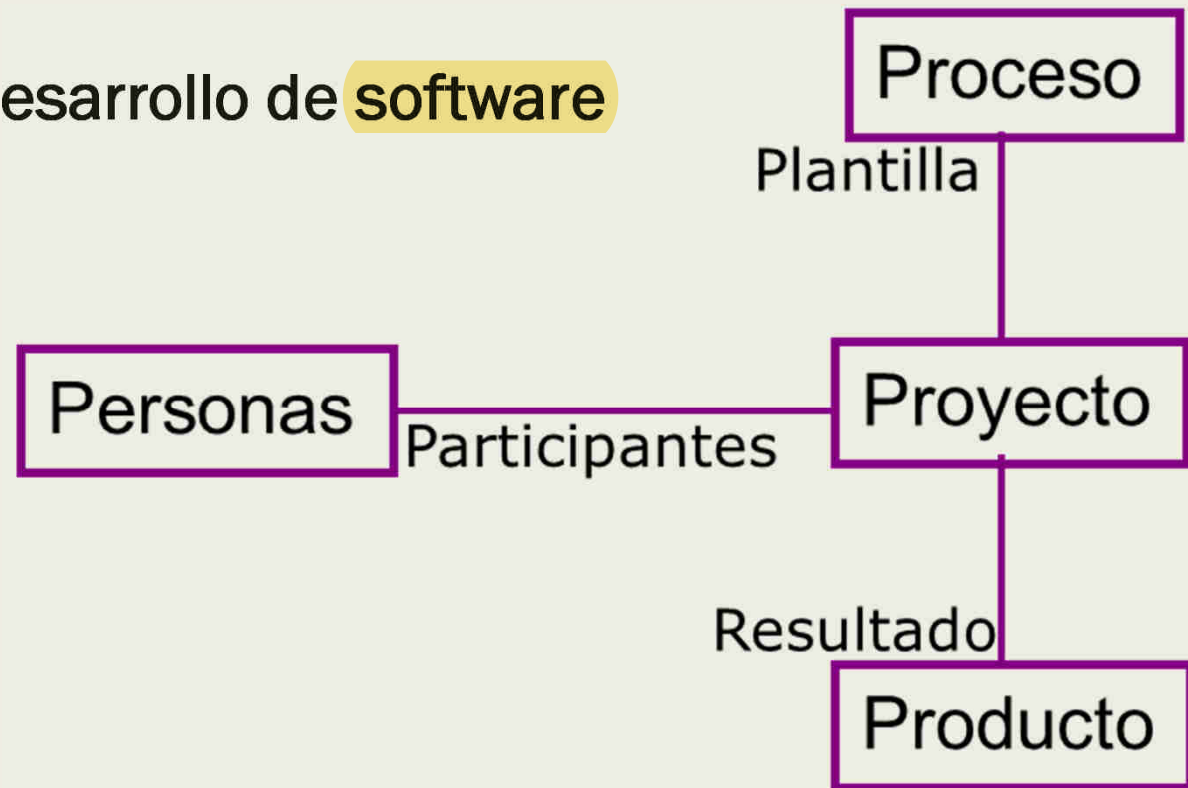 esarrollo de software
Proceso
Plantilla
Personas
Participantes
Proyecto
Resultado
Producto